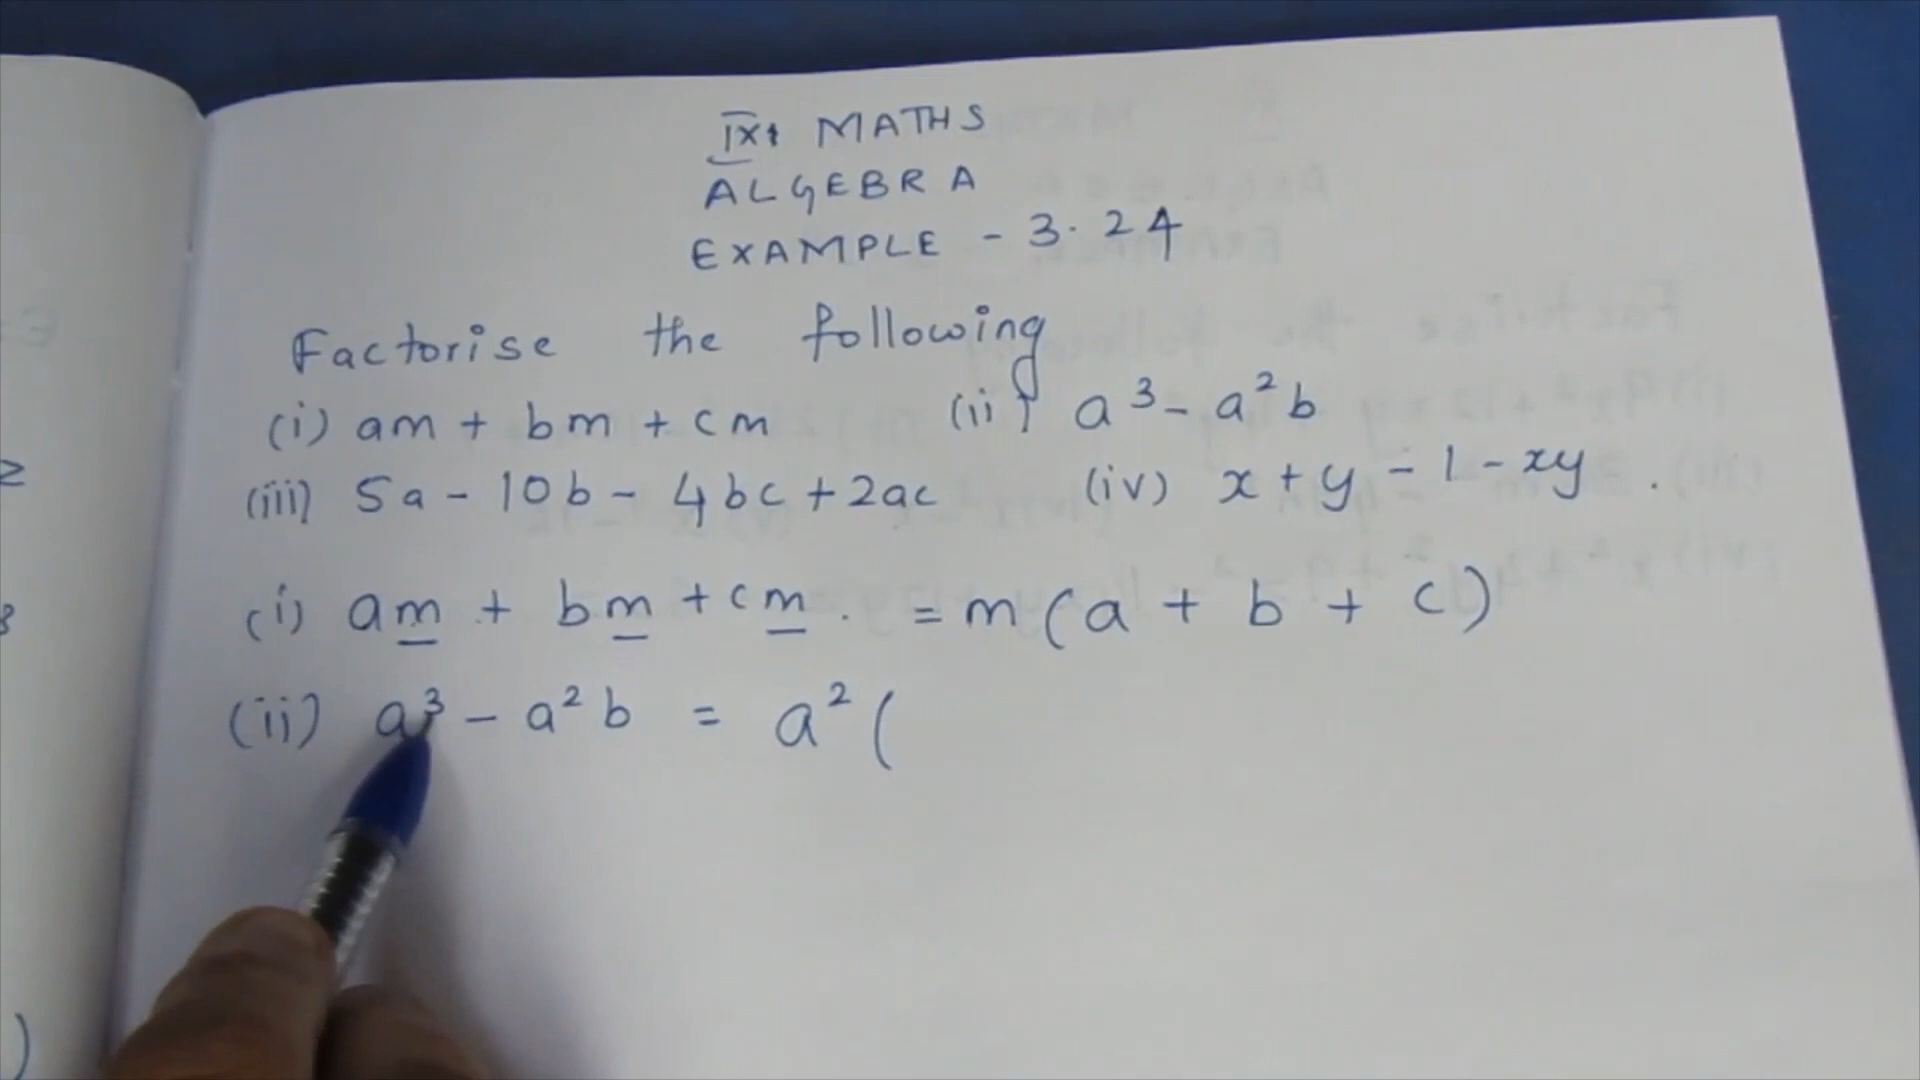 IX MATHS
ALGEBRA
EXAMPLE - 3.24
Factorise the following
(i) am + bm + cm (ii) a³ - a²b
(iii) 5a - 10b - 4bc + 2ac (iv) x + y - 1 - xy .
(i) am + bm + cm . = m ( a + b + c )
(ii) a³ - a²b = a² (